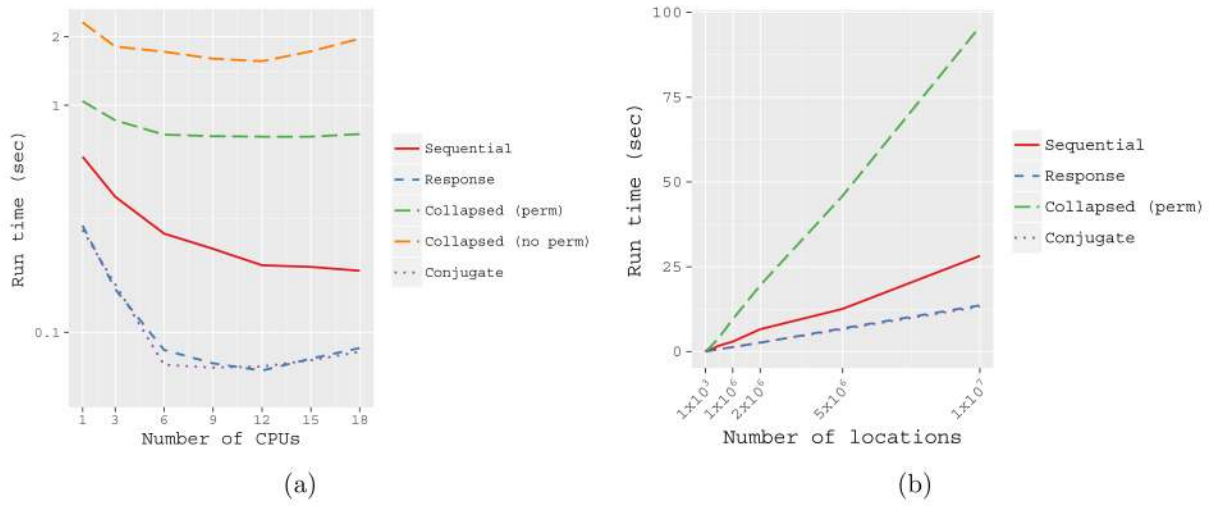 2
1
0.1
Run time (sec)
1 3 6 9 12 15 18
Number of CPUs
Sequential
Response
Collapsed (perm)
Collapsed (no perm)
Conjugate
(a)
100
75
50
25
0
Run time (sec)
1x10³ 1x10⁶ 2x10⁶ 5x10⁶ 1x10⁷
Number of locations
Sequential
Response
Collapsed (perm)
Conjugate
(b)